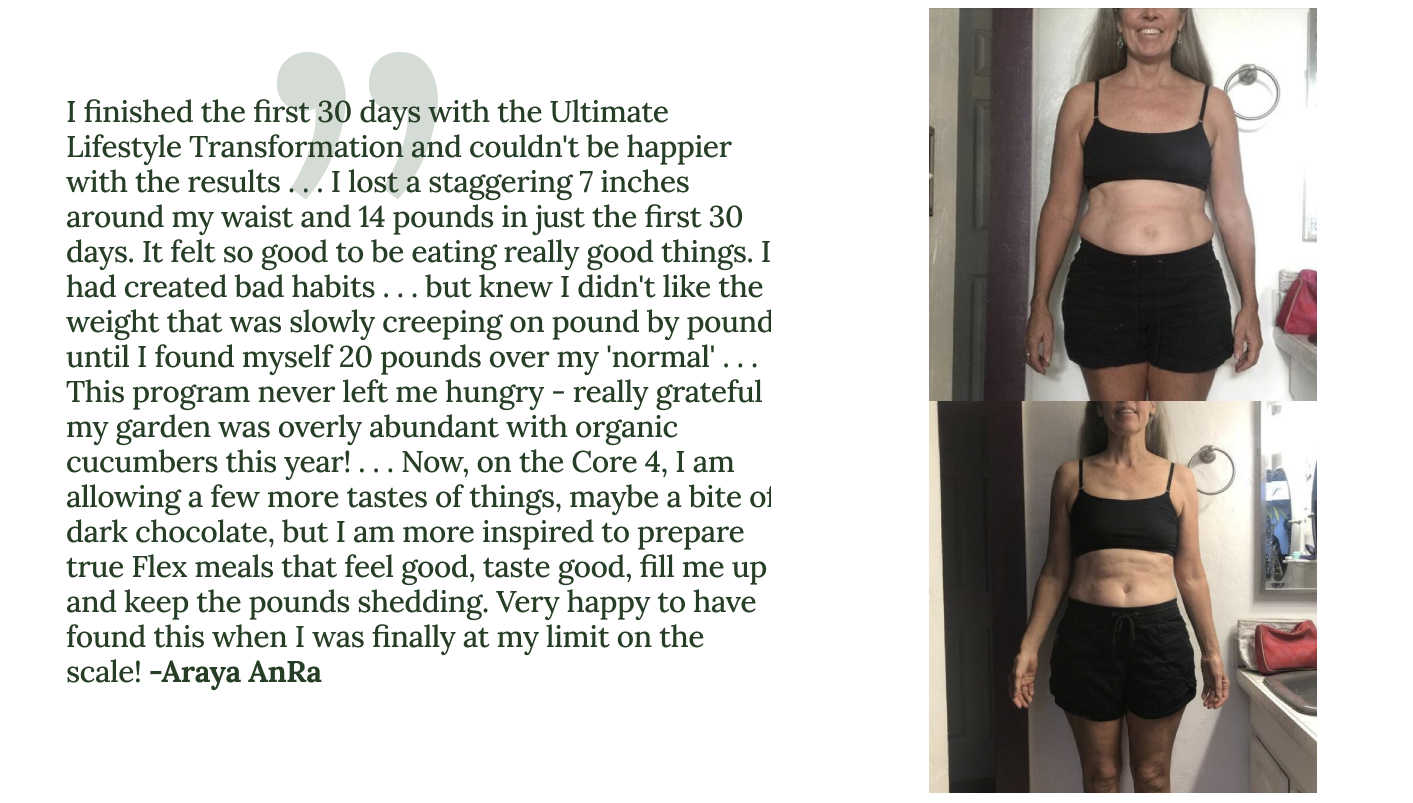 I finished the first 30 days with the Ultimate
Lifestyle Transformation and couldn't be happier
with the results . . . I lost a staggering 7 inches
around my waist and 14 pounds in just the first 30
days. It felt so good to be eating really good things. I
had created bad habits . . . but knew I didn't like the
weight that was slowly creeping on pound by pound
until I found myself 20 pounds over my 'normal' . . .
This program never left me hungry - really grateful
my garden was overly abundant with organic
cucumbers this year! . . . Now, on the Core 4, I am
allowing a few more tastes of things, maybe a bite of
dark chocolate, but I am more inspired to prepare
true Flex meals that feel good, taste good, fill me up
and keep the pounds shedding. Very happy to have
found this when I was finally at my limit on the
scale! -Araya AnRa